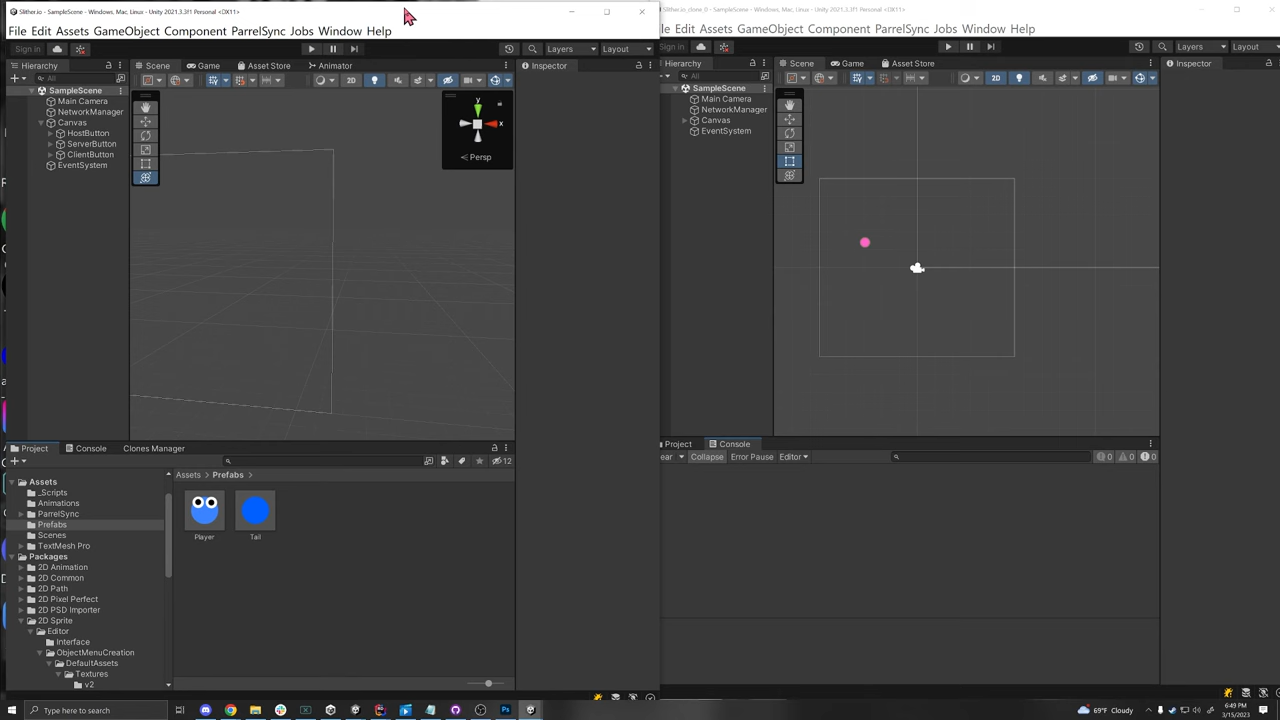 Slither.io - SampleScene - Windows, Mac, Linux - Unity 2021.3.3f1 Personal <DX11>
File Edit Assets GameObject Component ParrelSync Jobs Window Help
Sign in
Layers
Layout
Hierarchy
Scene
Game
Asset Store
Animator
Inspector
All
2D
SampleScene
Main Camera
NetworkManager
Canvas
HostButton
ServerButton
ClientButton
EventSystem
y
x
Persp
Project
Console
Clones Manager
12
Assets
_Scripts
Animations
ParrelSync
Prefabs
Scenes
TextMesh Pro
Packages
2D Animation
2D Common
2D Path
2D Pixel Perfect
2D PSD Importer
2D Sprite
Editor
Interface
ObjectMenuCreation
DefaultAssets
Textures
v2
Assets > Prefabs >
Player
Tail
Slither.io_clone_0 - SampleScene - Windows, Mac, Linux - Unity 2021.3.3f1 Personal <DX11>
Edit Assets GameObject Component ParrelSync Jobs Window Help
Layers
Layout
Hierarchy
Scene
Game
Asset Store
Inspector
All
2D
SampleScene
Main Camera
NetworkManager
Canvas
EventSystem
Project
Console
Collapse
Error Pause
Editor
0
0
0
Type here to search
69°F Cloudy
6:49 PM
3/15/2023